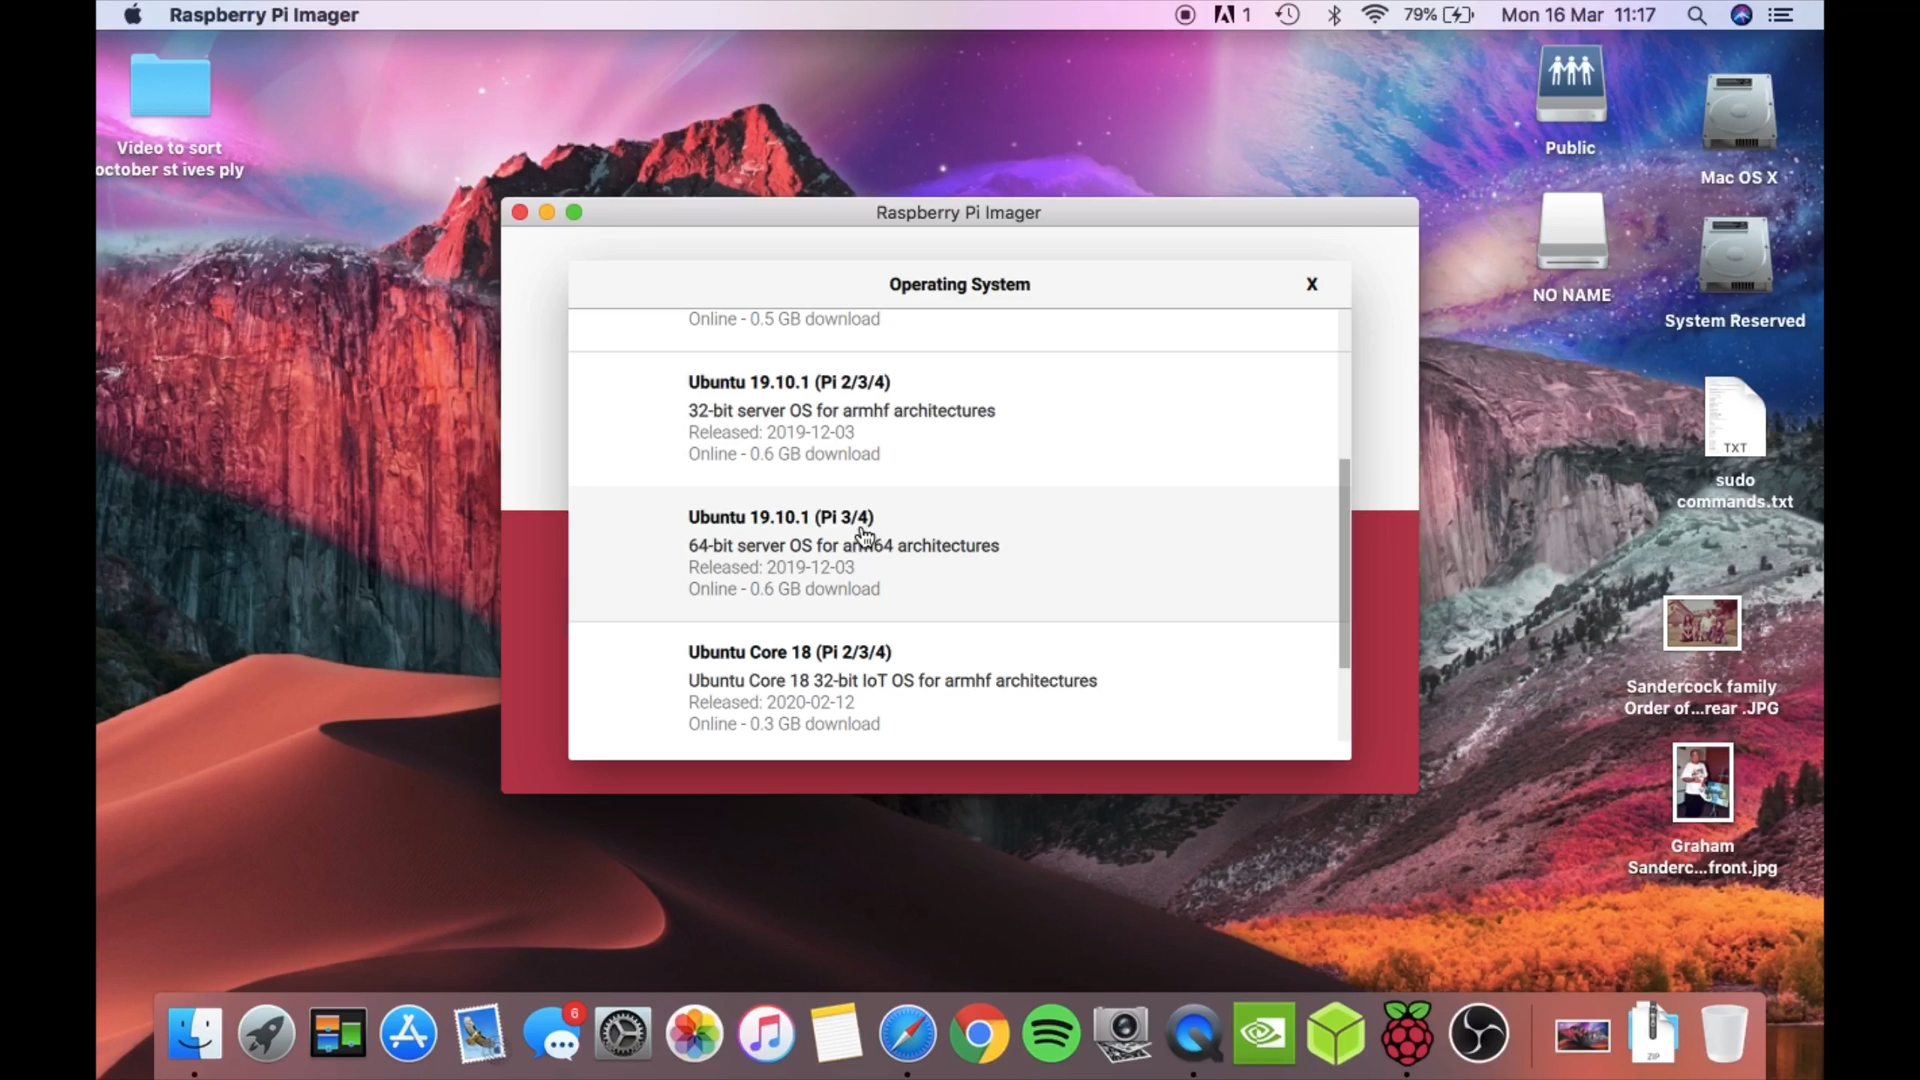 Raspberry Pi Imager
1
79%
Mon 16 Mar 11:17
Video to sort
october st ives ply
Public
Mac OS X
NO NAME
System Reserved
TXT
sudo
commands.txt
Sandercock family
Order of...rear .JPG
Graham
Sanderc...front.jpg
Raspberry Pi Imager
Operating System
X
Online - 0.5 GB download
Ubuntu 19.10.1 (Pi 2/3/4)
32-bit server OS for armhf architectures
Released: 2019-12-03
Online - 0.6 GB download
Ubuntu 19.10.1 (Pi 3/4)
64-bit server OS for arm64 architectures
Released: 2019-12-03
Online - 0.6 GB download
Ubuntu Core 18 (Pi 2/3/4)
Ubuntu Core 18 32-bit IoT OS for armhf architectures
Released: 2020-02-12
Online - 0.3 GB download
6
ZIP